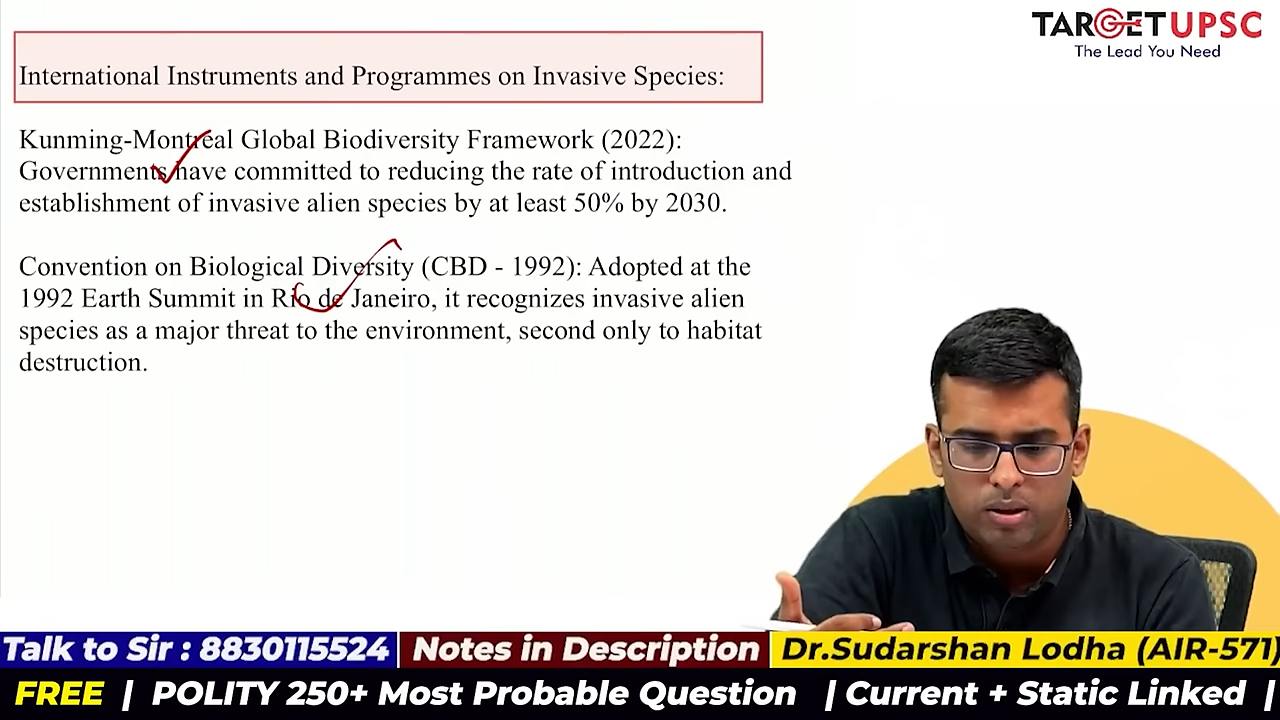 TARGETUPSC
The Lead You Need
International Instruments and Programmes on Invasive Species:
Kunming-Montreal Global Biodiversity Framework (2022):
Governments have committed to reducing the rate of introduction and
establishment of invasive alien species by at least 50% by 2030.
Convention on Biological Diversity (CBD - 1992): Adopted at the
1992 Earth Summit in Rio de Janeiro, it recognizes invasive alien
species as a major threat to the environment, second only to habitat
destruction.
Talk to Sir : 8830115524 Notes in Description Dr.Sudarshan Lodha (AIR-571)
FREE | POLITY 250+ Most Probable Question | Current + Static Linked |